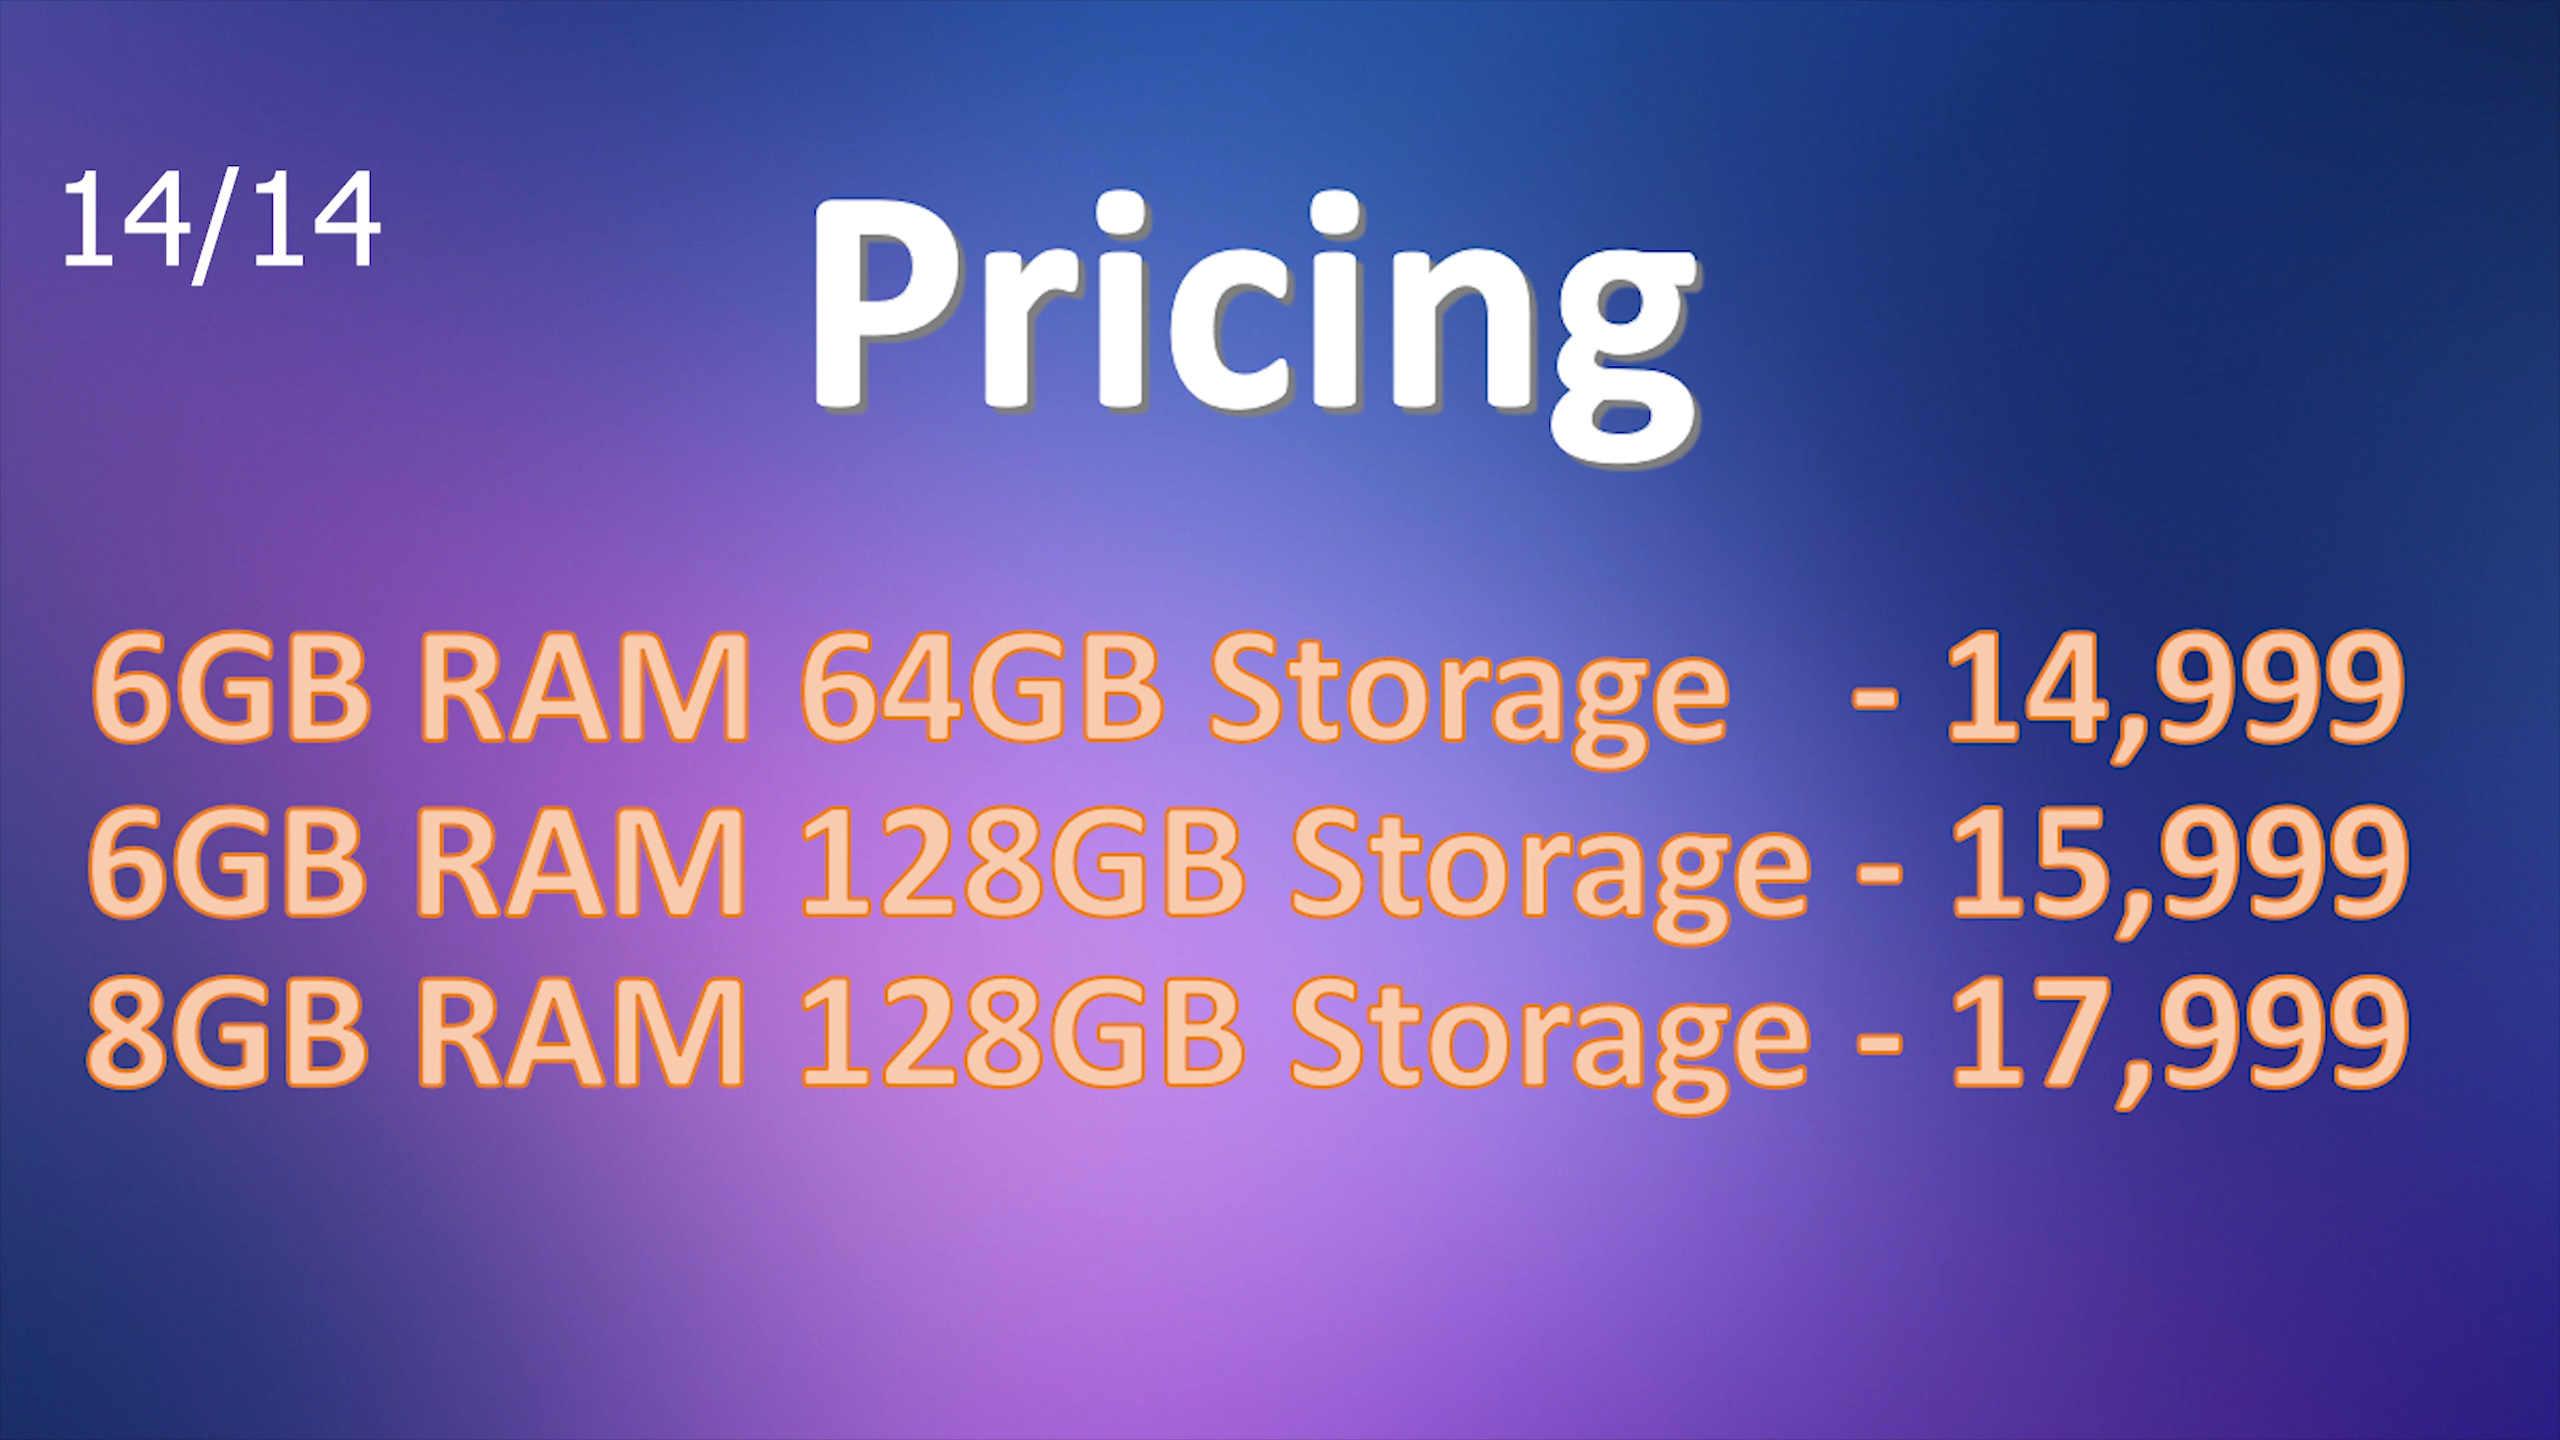 14/14
Pricing
6GB RAM 64GB Storage - 14,999
6GB RAM 128GB Storage - 15,999
8GB RAM 128GB Storage - 17,999